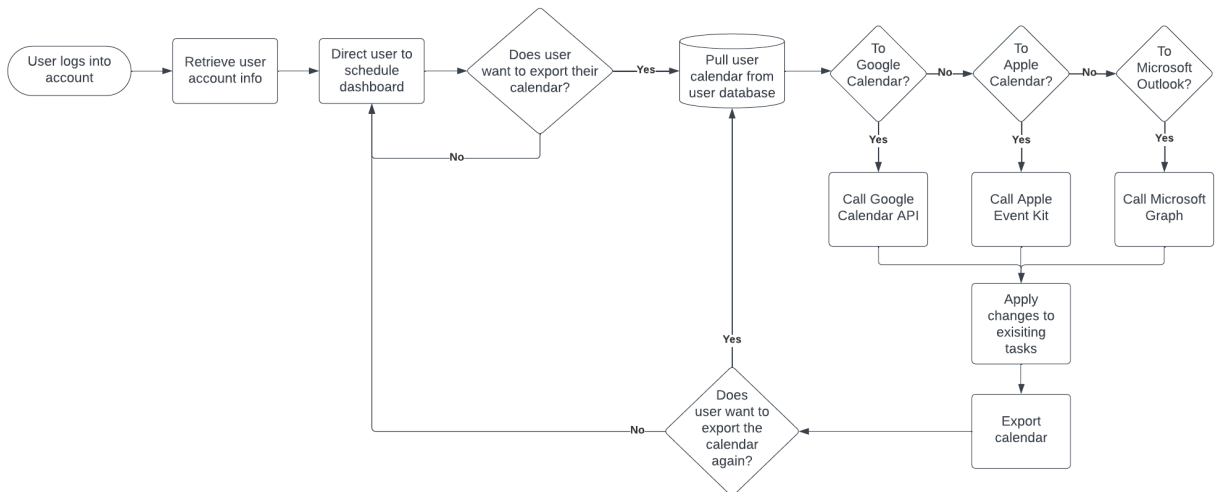 User logs into
account
Retrieve user
account info
Direct user to
schedule
dashboard
Does user
want to export their
calendar?
Yes
No
Pull user
calendar from
user database
To
Google
Calendar?
No
To
Apple
Calendar?
No
To
Microsoft
Outlook?
Yes
Yes
Yes
Call Google
Calendar API
Call Apple
Event Kit
Call Microsoft
Graph
Apply
changes to
exisiting
tasks
Export
calendar
Does
user want to
export the
calendar
again?
Yes
No